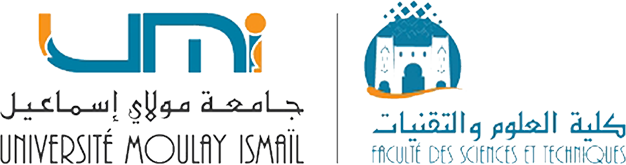 umi
جامعة مولاي إسماعيل
UNIVERSITÉ MOULAY ISMAÏL
كلية العلوم والتقنيات
FACULTÉ DES SCIENCES ET TECHNIQUES